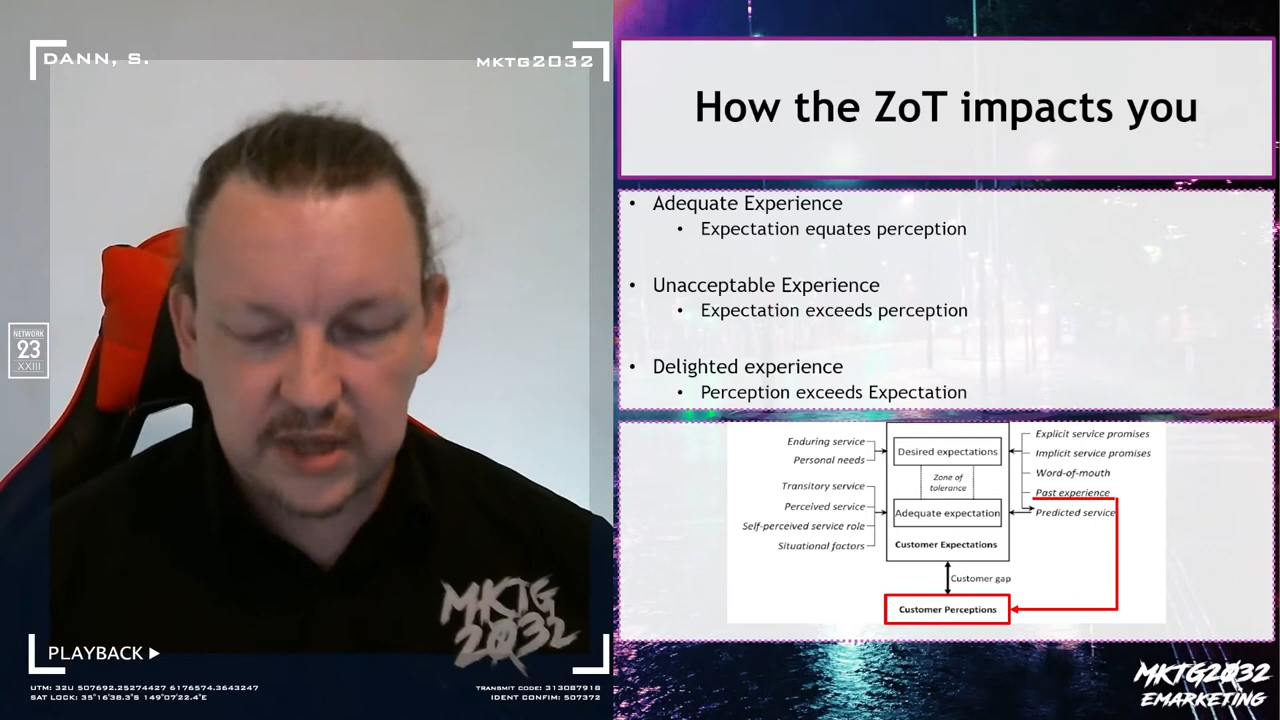 DANN, S.
MKTG2032
NETWORK
23
XXIII
MKTG
2032
PLAYBACK
UTM: 32U 507692.25274427 6176574.3643247
SAT LOCK: 35°16'38.3"S 149°07'22.4"E
TRANSMIT CODE: 313087918
IDENT CONFIM: 507372
How the ZoT impacts you
• Adequate Experience
• Expectation equates perception
• Unacceptable Experience
• Expectation exceeds perception
• Delighted experience
• Perception exceeds Expectation
Enduring service
Personal needs
Transitory service
Perceived service
Self-perceived service role
Situational factors
Desired expectations
Zone of
tolerance
Adequate expectation
Customer Expectations
Customer gap
Customer Perceptions
Explicit service promises
Implicit service promises
Word-of-mouth
Past experience
Predicted service
MKTG2032
EMARKETING